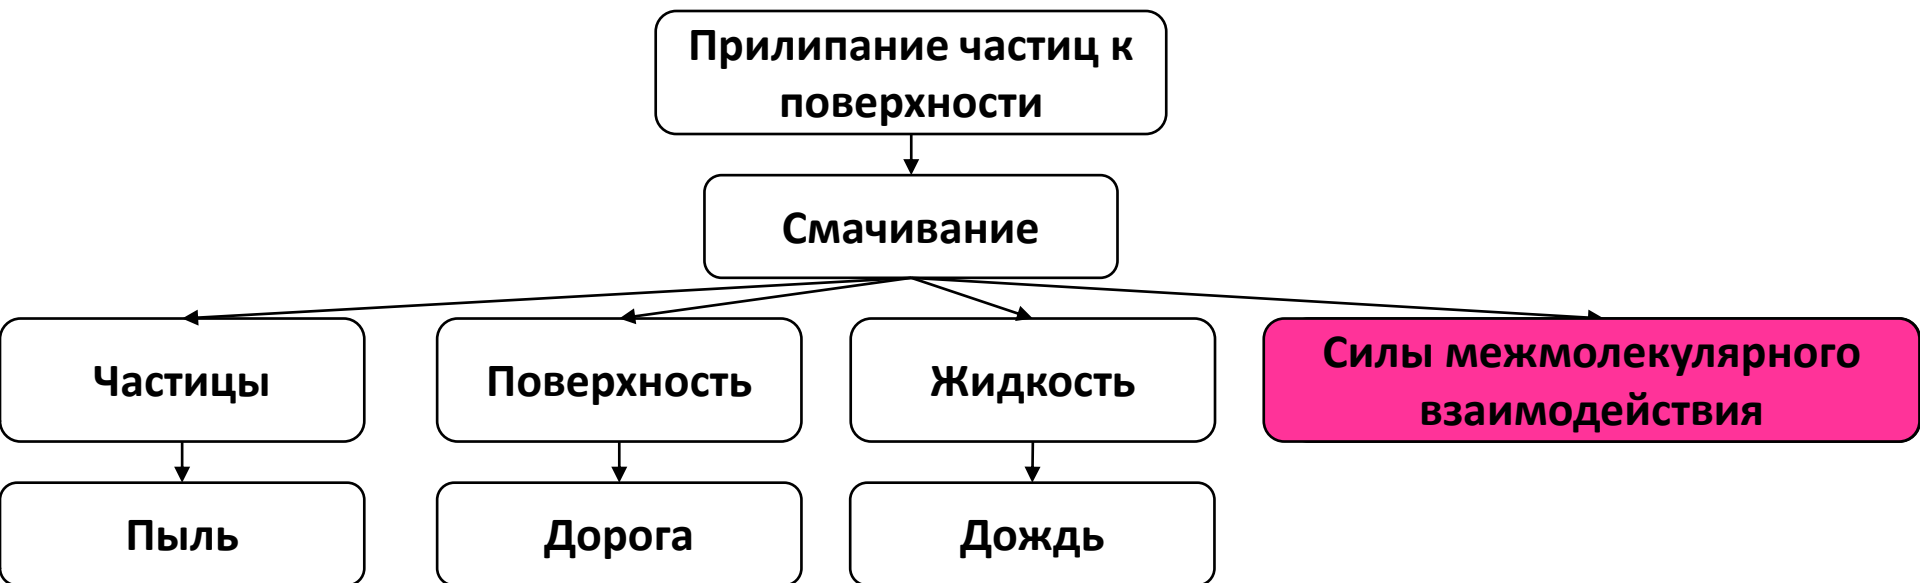 Прилипание частиц к
поверхности
Смачивание
Частицы
Поверхность
Жидкость
Силы межмолекулярного
взаимодействия
Пыль
Дорога
Дождь